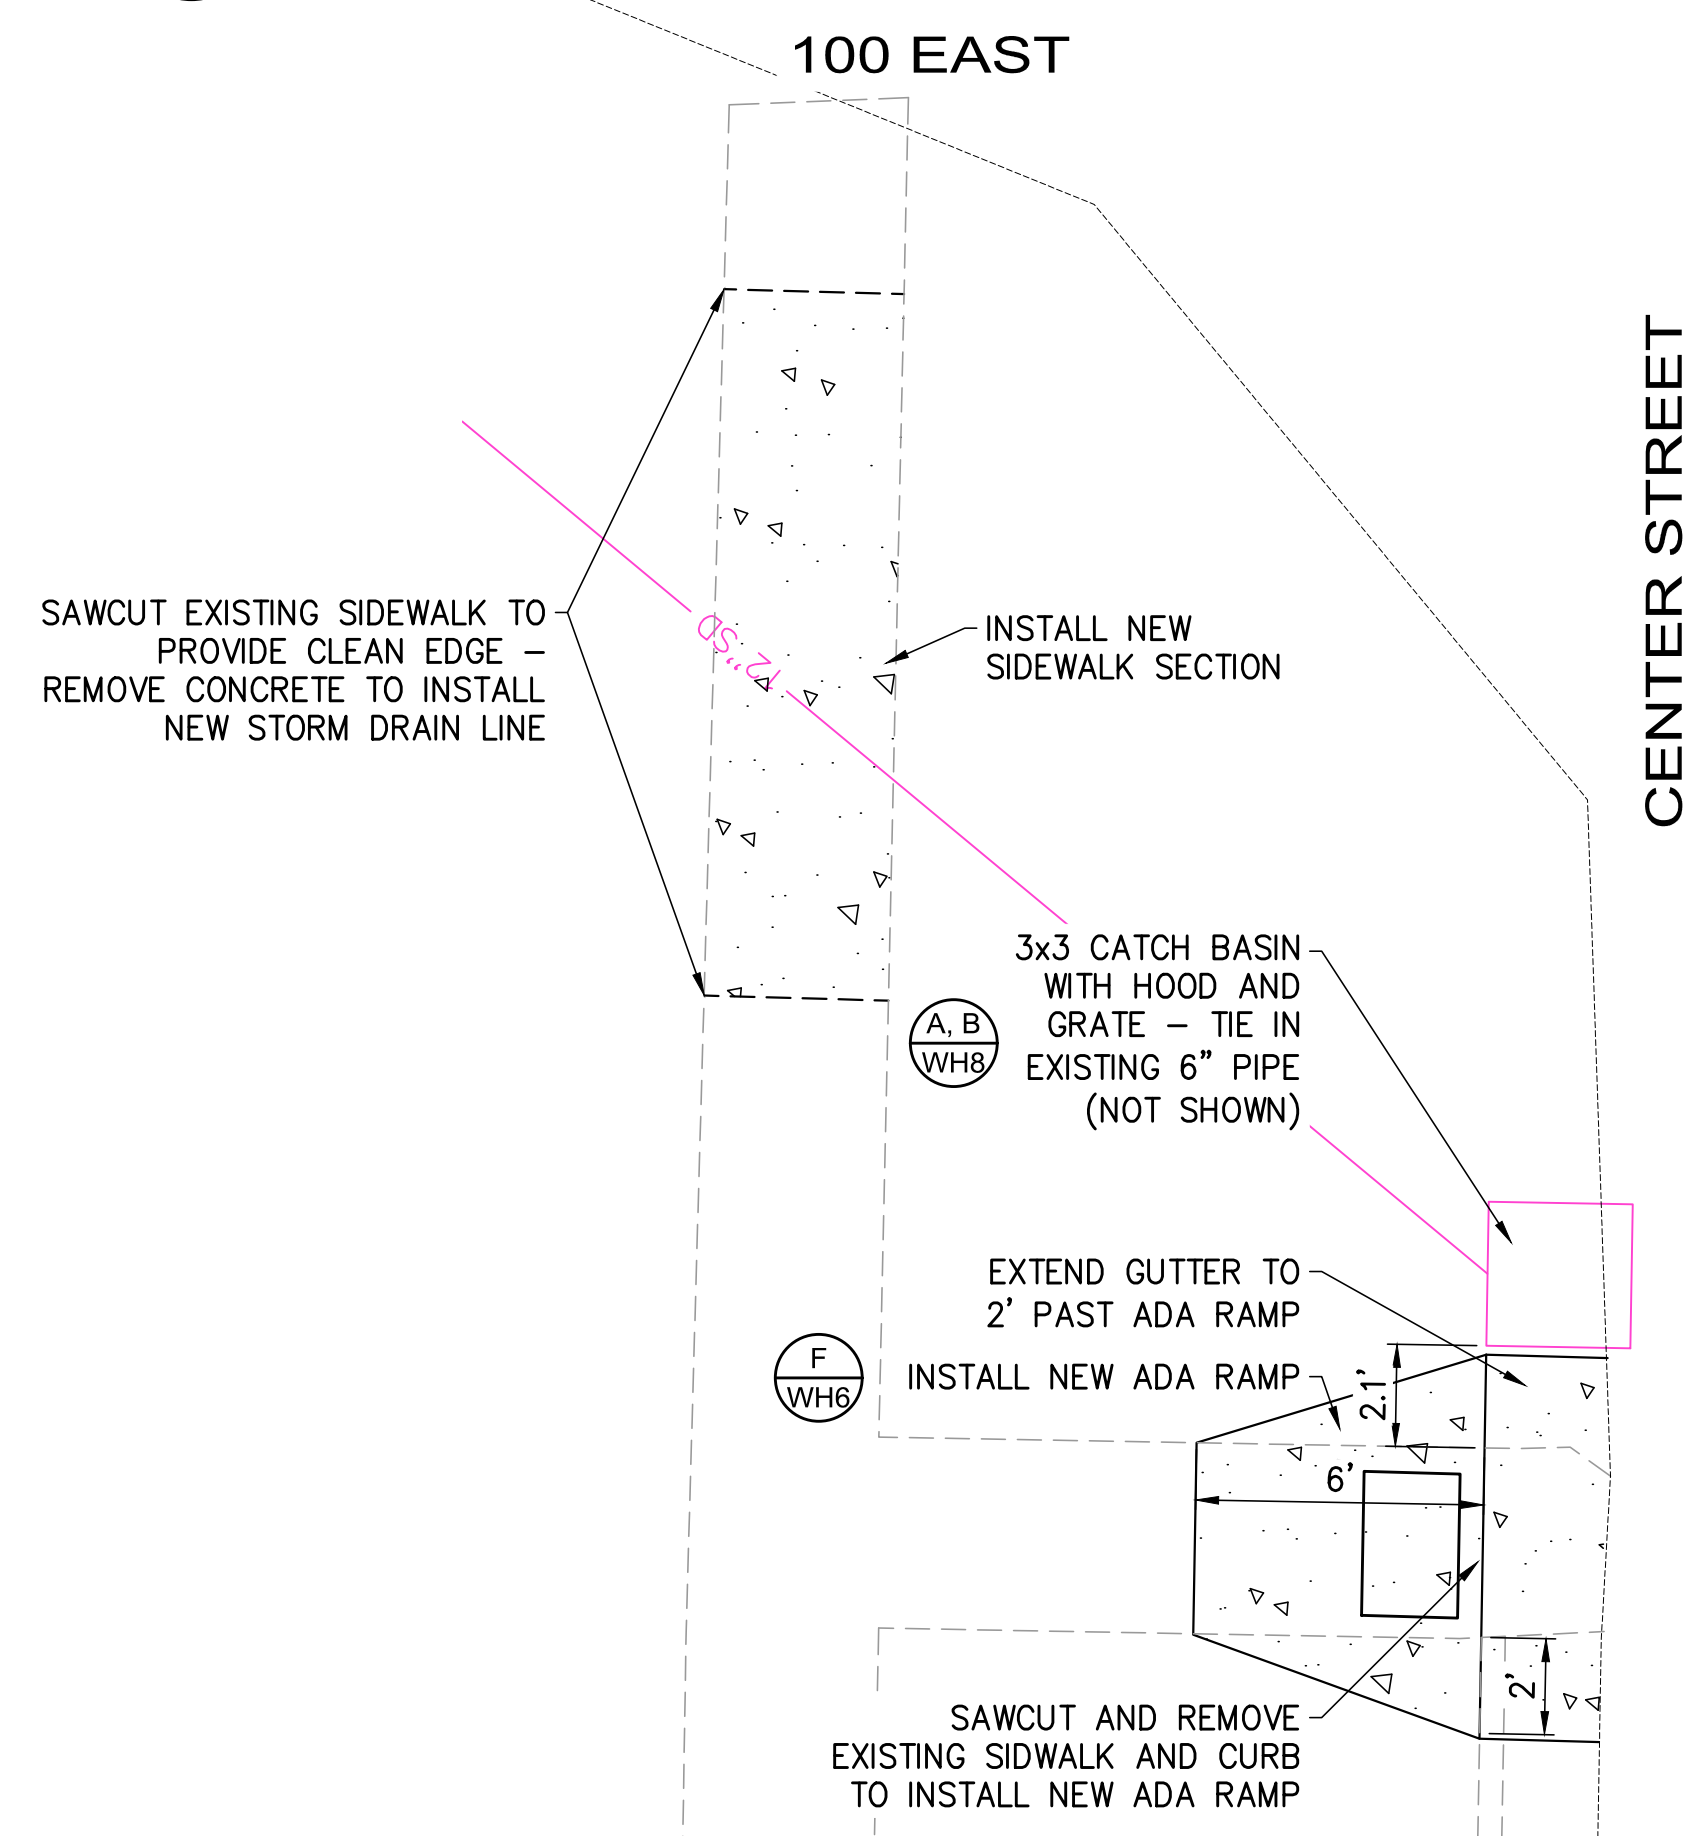 100 EAST
CENTER STREET
SAWCUT EXISTING SIDEWALK TO
PROVIDE CLEAN EDGE –
REMOVE CONCRETE TO INSTALL
NEW STORM DRAIN LINE
12" SD
INSTALL NEW
SIDEWALK SECTION
3x3 CATCH BASIN
WITH HOOD AND
GRATE – TIE IN
EXISTING 6" PIPE
(NOT SHOWN)
A, B
WH8
EXTEND GUTTER TO
2' PAST ADA RAMP
F
WH6
INSTALL NEW ADA RAMP
2.1'
6'
2'
SAWCUT AND REMOVE
EXISTING SIDWALK AND CURB
TO INSTALL NEW ADA RAMP